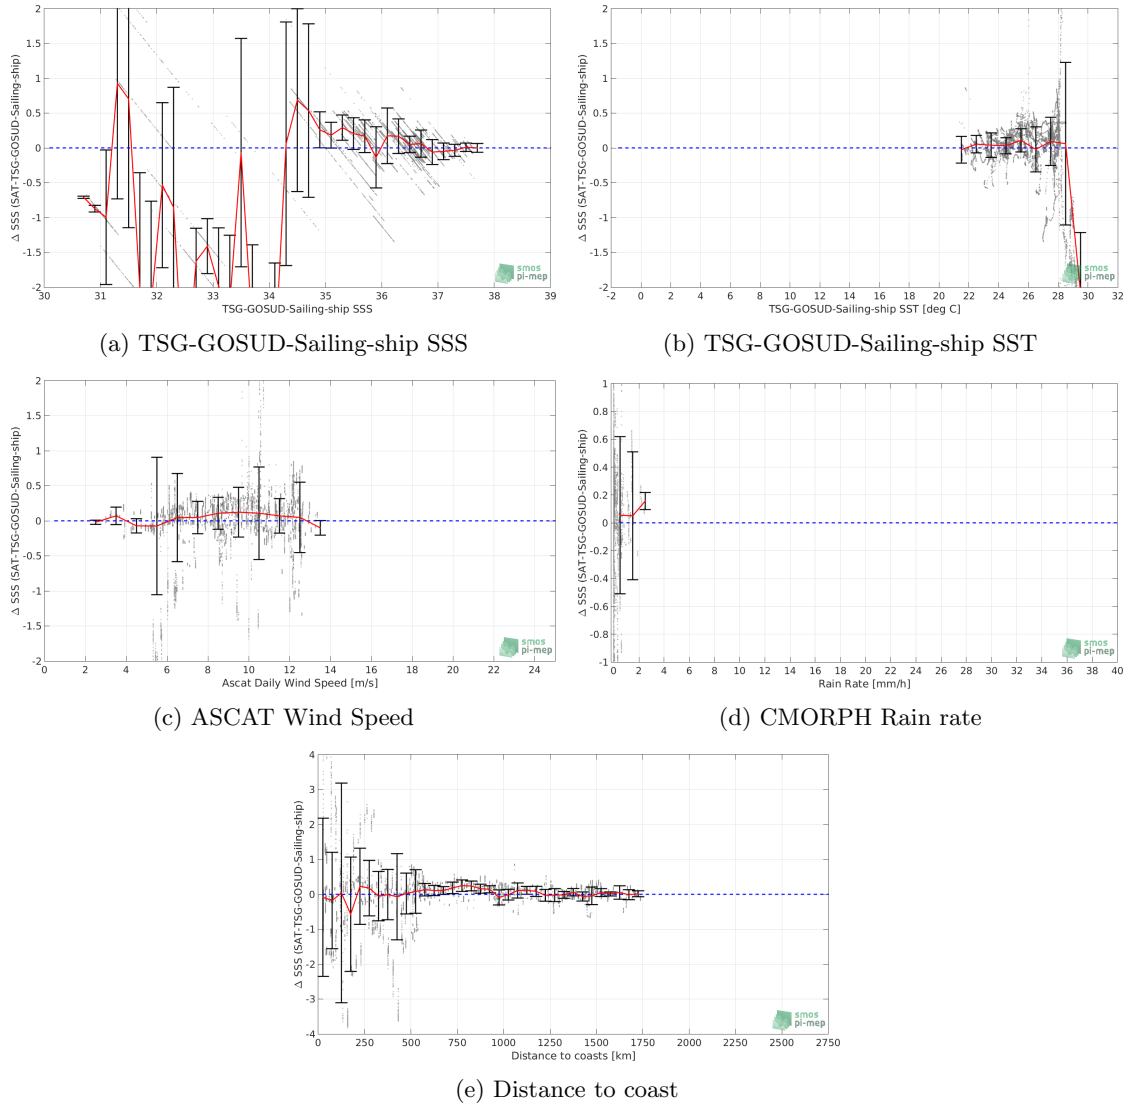 2
1.5
1
0.5
0
-0.5
-1
-1.5
-2
Δ SSS (SAT-TSG-GOSUD-Sailing-ship)
30 31 32 33 34 35 36 37 38 39
TSG-GOSUD-Sailing-ship SSS
smos
pi-mep
(a) TSG-GOSUD-Sailing-ship SSS
2
1.5
1
0.5
0
-0.5
-1
-1.5
-2
Δ SSS (SAT-TSG-GOSUD-Sailing-ship)
-2 0 2 4 6 8 10 12 14 16 18 20 22 24 26 28 30 32
TSG-GOSUD-Sailing-ship SST [deg C]
smos
pi-mep
(b) TSG-GOSUD-Sailing-ship SST
2
1.5
1
0.5
0
-0.5
-1
-1.5
-2
Δ SSS (SAT-TSG-GOSUD-Sailing-ship)
0 2 4 6 8 10 12 14 16 18 20 22 24
Ascat Daily Wind Speed [m/s]
smos
pi-mep
(c) ASCAT Wind Speed
1
0.8
0.6
0.4
0.2
0
-0.2
-0.4
-0.6
-0.8
-1
Δ SSS (SAT-TSG-GOSUD-Sailing-ship)
0 2 4 6 8 10 12 14 16 18 20 22 24 26 28 30 32 34 36 38 40
Rain Rate [mm/h]
smos
pi-mep
(d) CMORPH Rain rate
4
3
2
1
0
-1
-2
-3
-4
Δ SSS (SAT-TSG-GOSUD-Sailing-ship)
0 250 500 750 1000 1250 1500 1750 2000 2250 2500 2750
Distance to coasts [km]
smos
pi-mep
(e) Distance to coast